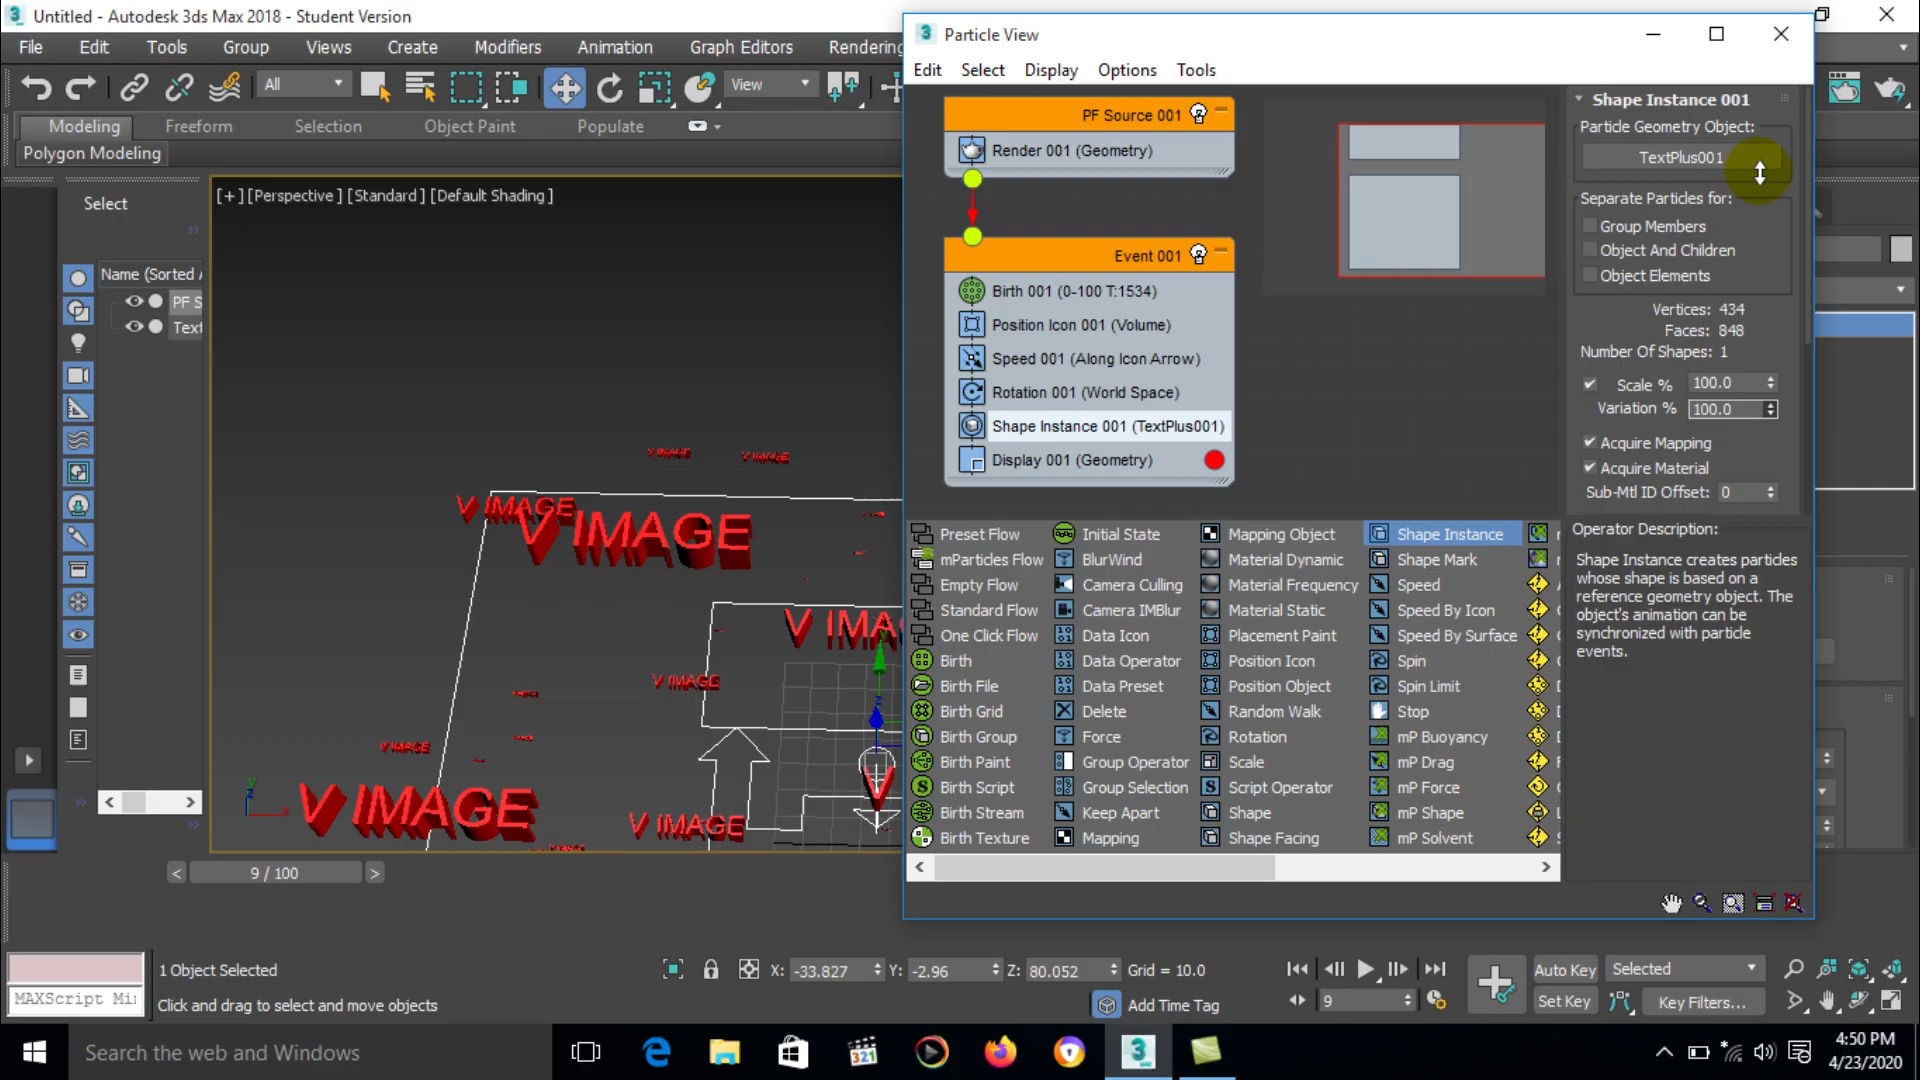 Untitled - Autodesk 3ds Max 2018 - Student Version
File Edit Tools Group Views Create Modifiers Animation Graph Editors Rendering
All View
Modeling Freeform Selection Object Paint Populate
Polygon Modeling
Select
Name (Sorted A
PF S
Text
[+] [Perspective] [Standard] [Default Shading]
V IMAGE V IMAGE
V IMAGE
V IMAGE
V IMA
V IMAGE
V IMAGE
V
V IMAGE
V IMAGE
9 / 100
Particle View
Edit Select Display Options Tools
PF Source 001
Render 001 (Geometry)
Event 001
Birth 001 (0-100 T:1534)
Position Icon 001 (Volume)
Speed 001 (Along Icon Arrow)
Rotation 001 (World Space)
Shape Instance 001 (TextPlus001)
Display 001 (Geometry)
Shape Instance 001
Particle Geometry Object:
TextPlus001
Separate Particles for:
Group Members
Object And Children
Object Elements
Vertices: 434
Faces: 848
Number Of Shapes: 1
Scale % 100.0
Variation % 100.0
Acquire Mapping
Acquire Material
Sub-Mtl ID Offset: 0
Preset Flow Initial State Mapping Object Shape Instance
mParticles Flow BlurWind Material Dynamic Shape Mark
Empty Flow Camera Culling Material Frequency Speed
Standard Flow Camera IMBlur Material Static Speed By Icon
One Click Flow Data Icon Placement Paint Speed By Surface
Birth Data Operator Position Icon Spin
Birth File Data Preset Position Object Spin Limit
Birth Grid Delete Random Walk Stop
Birth Group Force Rotation mP Buoyancy
Birth Paint Group Operator Scale mP Drag
Birth Script Group Selection Script Operator mP Force
Birth Stream Keep Apart Shape mP Shape
Birth Texture Mapping Shape Facing mP Solvent
Operator Description:
Shape Instance creates particles
whose shape is based on a
reference geometry object. The
object's animation can be
synchronized with particle
events.
1 Object Selected
Click and drag to select and move objects
MAXScript Mi
X: -33.827 Y: -2.96 Z: 80.052 Grid = 10.0
Add Time Tag
9
Auto Key Selected
Set Key Key Filters...
Search the web and Windows
321
3
4:50 PM
4/23/2020